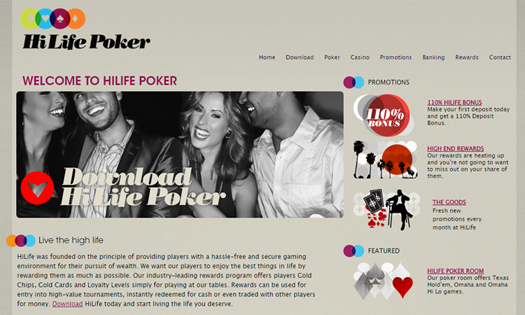 Hi Life Poker
Home Download Poker Casino Promotions Banking Rewards Contact
WELCOME TO HILIFE POKER
Download
Hi Life Poker
Live the high life
HiLife was founded on the principle of providing players with a hassle-free and secure gaming
environment for their pursuit of wealth. We want our players to enjoy the best things in life by
rewarding them as much as possible. Our industry-leading rewards program offers players Gold
Chips, Gold Cards and Loyalty Levels simply for playing at our tables. Rewards can be used for
entry into high-value tournaments, instantly redeemed for cash or even traded with other players
for money. Download HiLife today and start living the life you deserve.
PROMOTIONS
110%
BONUS
110% HILIFE BONUS
Make your first deposit today
and get a 110% Deposit
Bonus.
HIGH END REWARDS
Our rewards are heating up
and you're not going to want
to miss out on your share of
them.
THE GOODS
Fresh new
promotions every
month at HiLife
FEATURED
HILIFE POKER ROOM
Our poker room offers Texas
Hold'em, Omaha and Omaha
Hi Lo games.